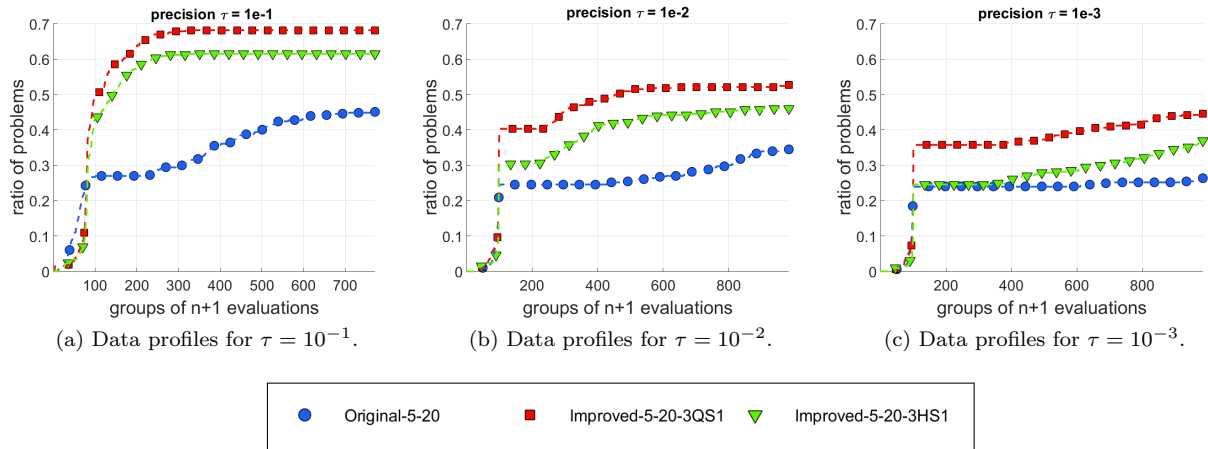 precision τ = 1e-1
precision τ = 1e-2
precision τ = 1e-3
0.7
0.6
0.5
0.4
0.3
0.2
0.1
0
ratio of problems
100 200 300 400 500 600 700
groups of n+1 evaluations
0.7
0.6
0.5
0.4
0.3
0.2
0.1
0
ratio of problems
200 400 600 800
groups of n+1 evaluations
0.7
0.6
0.5
0.4
0.3
0.2
0.1
0
ratio of problems
200 400 600 800
groups of n+1 evaluations
(a) Data profiles for τ = 10⁻¹.
(b) Data profiles for τ = 10⁻².
(c) Data profiles for τ = 10⁻³.
Original-5-20
Improved-5-20-3QS1
Improved-5-20-3HS1